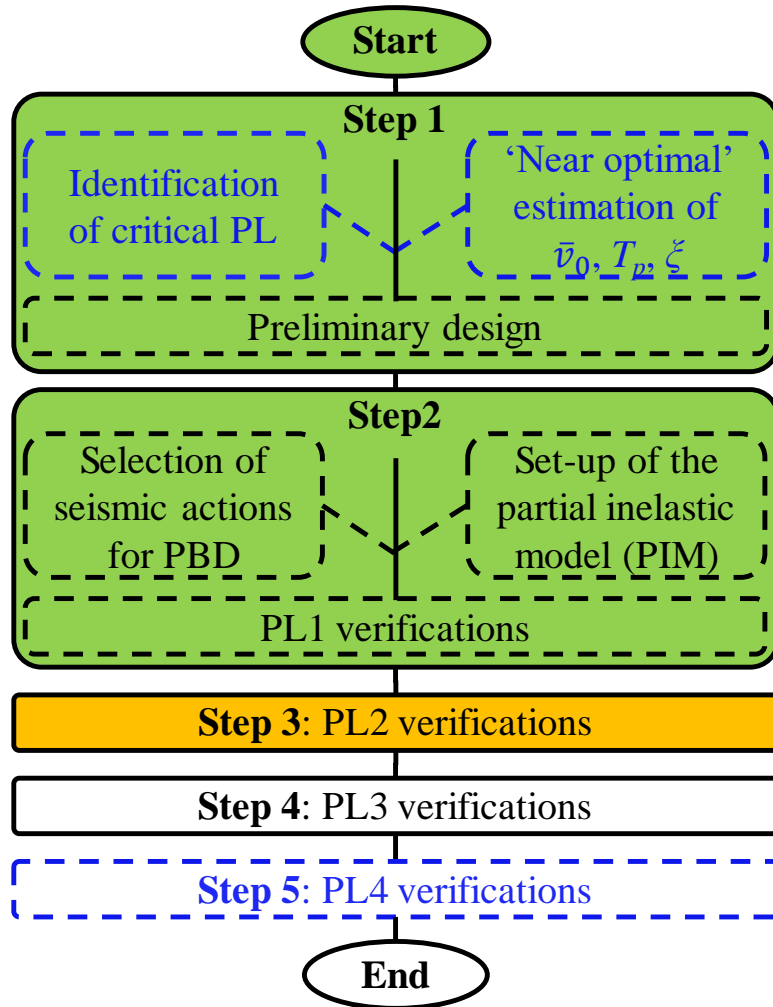 Start
Step 1
Identification
of critical PL
‘Near optimal’
estimation of
v̄₀, Tₚ, ξ
Preliminary design
Step2
Selection of
seismic actions
for PBD
Set-up of the
partial inelastic
model (PIM)
PL1 verifications
Step 3: PL2 verifications
Step 4: PL3 verifications
Step 5: PL4 verifications
End